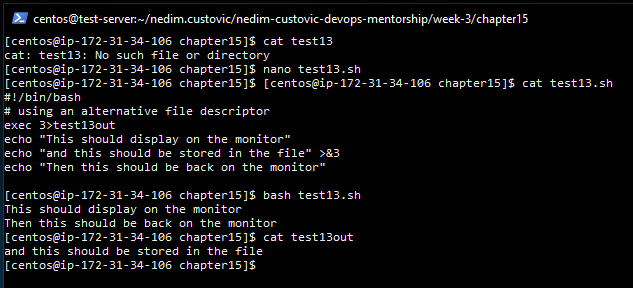 centos@test-server:~/nedim.custovic/nedim-custovic-devops-mentorship/week-3/chapter15
[centos@ip-172-31-34-106 chapter15]$ cat test13
cat: test13: No such file or directory
[centos@ip-172-31-34-106 chapter15]$ nano test13.sh
[centos@ip-172-31-34-106 chapter15]$ [centos@ip-172-31-34-106 chapter15]$ cat test13.sh
#!/bin/bash
# using an alternative file descriptor
exec 3>test13out
echo "This should display on the monitor"
echo "and this should be stored in the file" >&3
echo "Then this should be back on the monitor"
[centos@ip-172-31-34-106 chapter15]$ bash test13.sh
This should display on the monitor
Then this should be back on the monitor
[centos@ip-172-31-34-106 chapter15]$ cat test13out
and this should be stored in the file
[centos@ip-172-31-34-106 chapter15]$